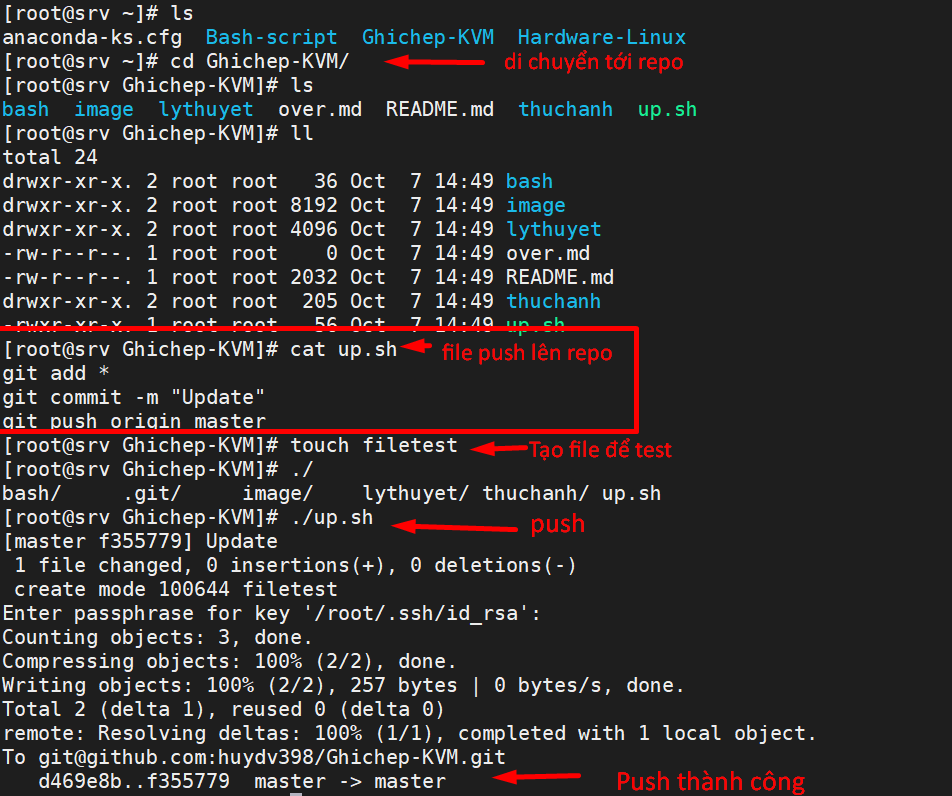 [root@srv ~]# ls
anaconda-ks.cfg  Bash-script  Ghichep-KVM  Hardware-Linux
[root@srv ~]# cd Ghichep-KVM/ di chuyển tới repo
[root@srv Ghichep-KVM]# ls
bash  image  lythuyet  over.md  README.md  thuchanh  up.sh
[root@srv Ghichep-KVM]# ll
total 24
drwxr-xr-x. 2 root root   36 Oct  7 14:49 bash
drwxr-xr-x. 2 root root 8192 Oct  7 14:49 image
drwxr-xr-x. 2 root root 4096 Oct  7 14:49 lythuyet
-rw-r--r--. 1 root root    0 Oct  7 14:49 over.md
-rw-r--r--. 1 root root 2032 Oct  7 14:49 README.md
drwxr-xr-x. 2 root root  205 Oct  7 14:49 thuchanh
-rwxr-xr-x. 1 root root   56 Oct  7 14:49 up.sh
[root@srv Ghichep-KVM]# cat up.sh file push lên repo
git add *
git commit -m "Update"
git push origin master
[root@srv Ghichep-KVM]# touch filetest Tạo file để test
[root@srv Ghichep-KVM]# ./
bash/     .git/     image/    lythuyet/ thuchanh/ up.sh
[root@srv Ghichep-KVM]# ./up.sh push
[master f355779] Update
 1 file changed, 0 insertions(+), 0 deletions(-)
 create mode 100644 filetest
Enter passphrase for key '/root/.ssh/id_rsa':
Counting objects: 3, done.
Compressing objects: 100% (2/2), done.
Writing objects: 100% (2/2), 257 bytes | 0 bytes/s, done.
Total 2 (delta 1), reused 0 (delta 0)
remote: Resolving deltas: 100% (1/1), completed with 1 local object.
To git@github.com:huydv398/Ghichep-KVM.git
   d469e8b..f355779  master -> master Push thành công